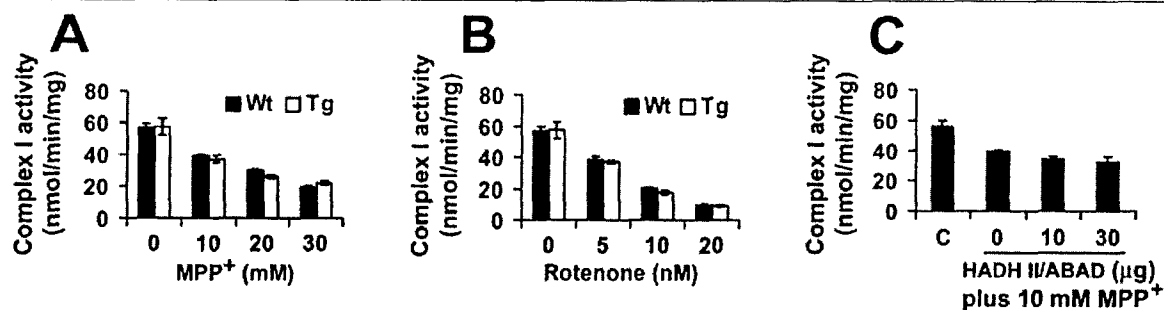 A
Complex I activity
(nmol/min/mg)
80
60
40
20
0
Wt Tg
0 10 20 30
MPP⁺ (mM)
B
Complex I activity
(nmol/min/mg)
80
60
40
20
0
Wt Tg
0 5 10 20
Rotenone (nM)
C
Complex I activity
(nmol/min/mg)
80
60
40
20
0
C 0 10 30
HADH II/ABAD (μg)
plus 10 mM MPP⁺